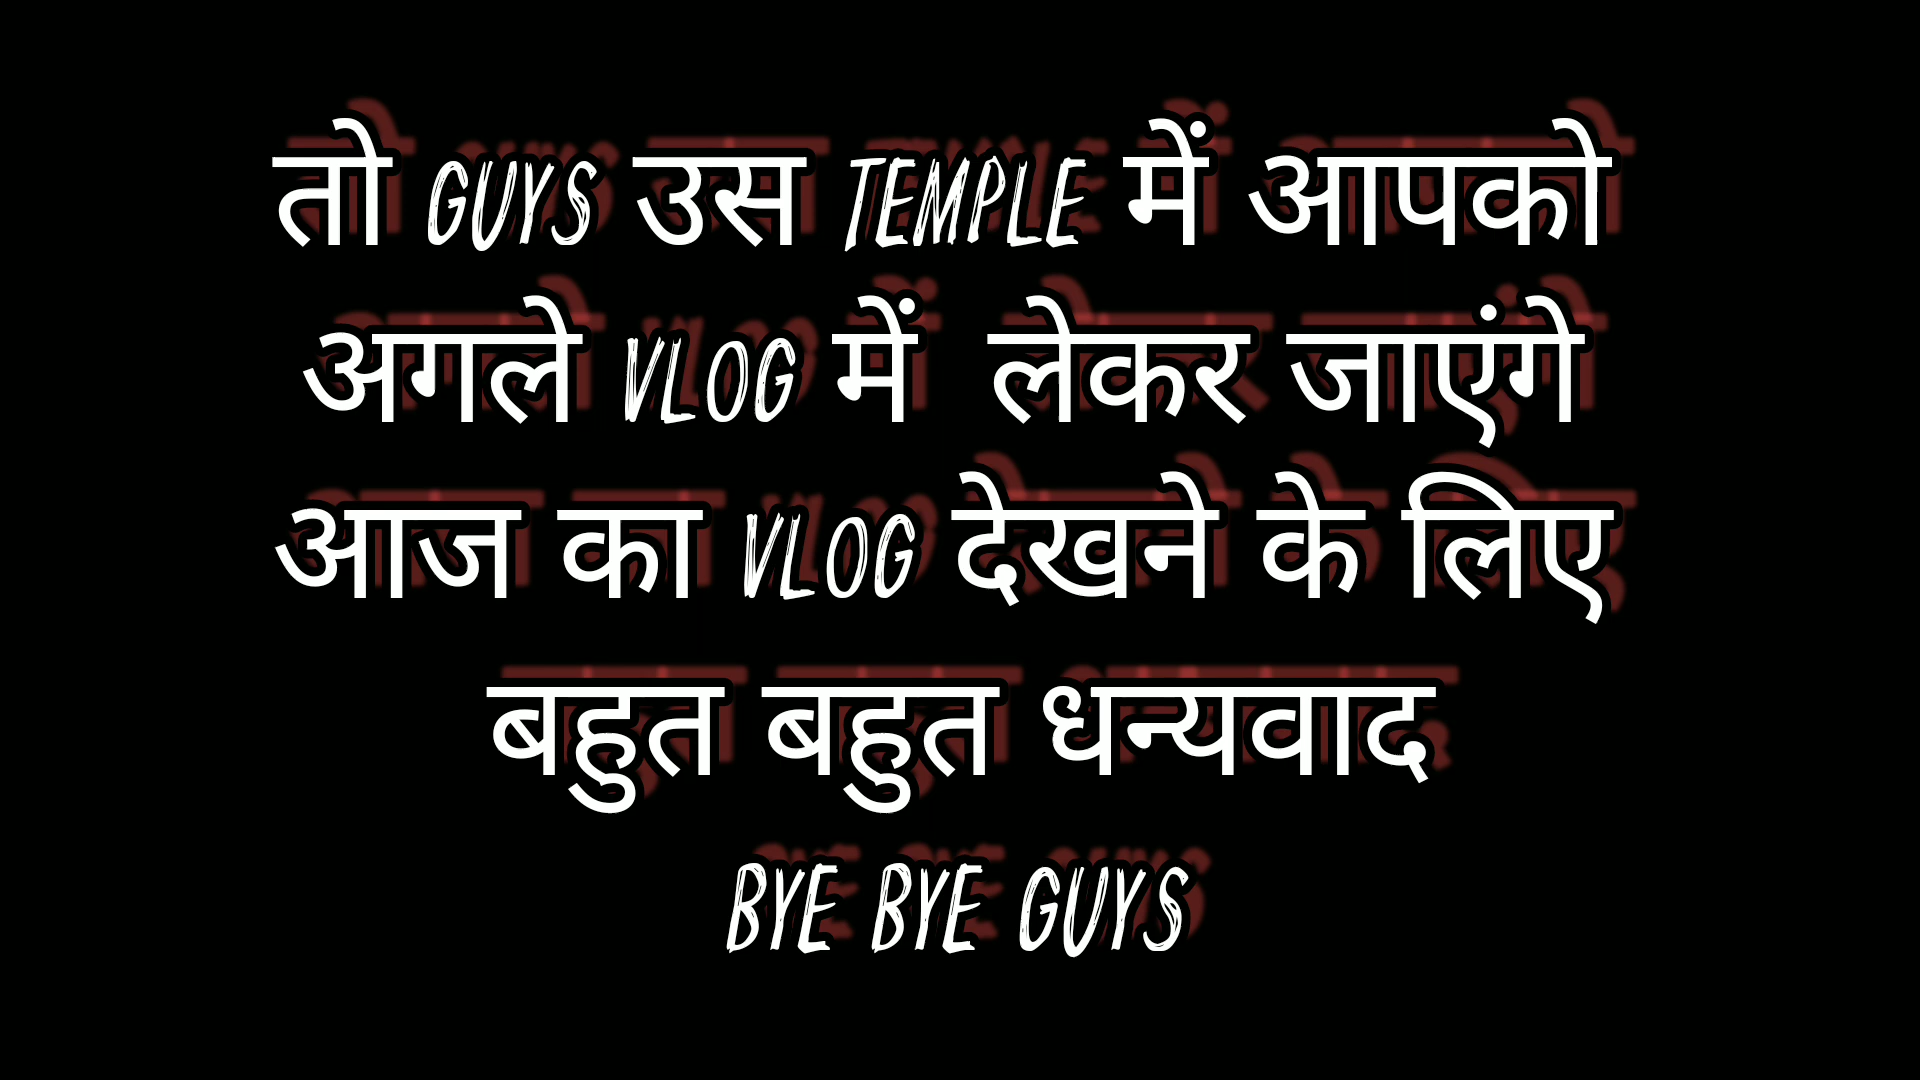 तो GUYS उस TEMPLE में आपको
अगले VLOG में लेकर जाएंगे
आज का VLOG देखने के लिए
बहुत बहुत धन्यवाद
BYE BYE GUYS